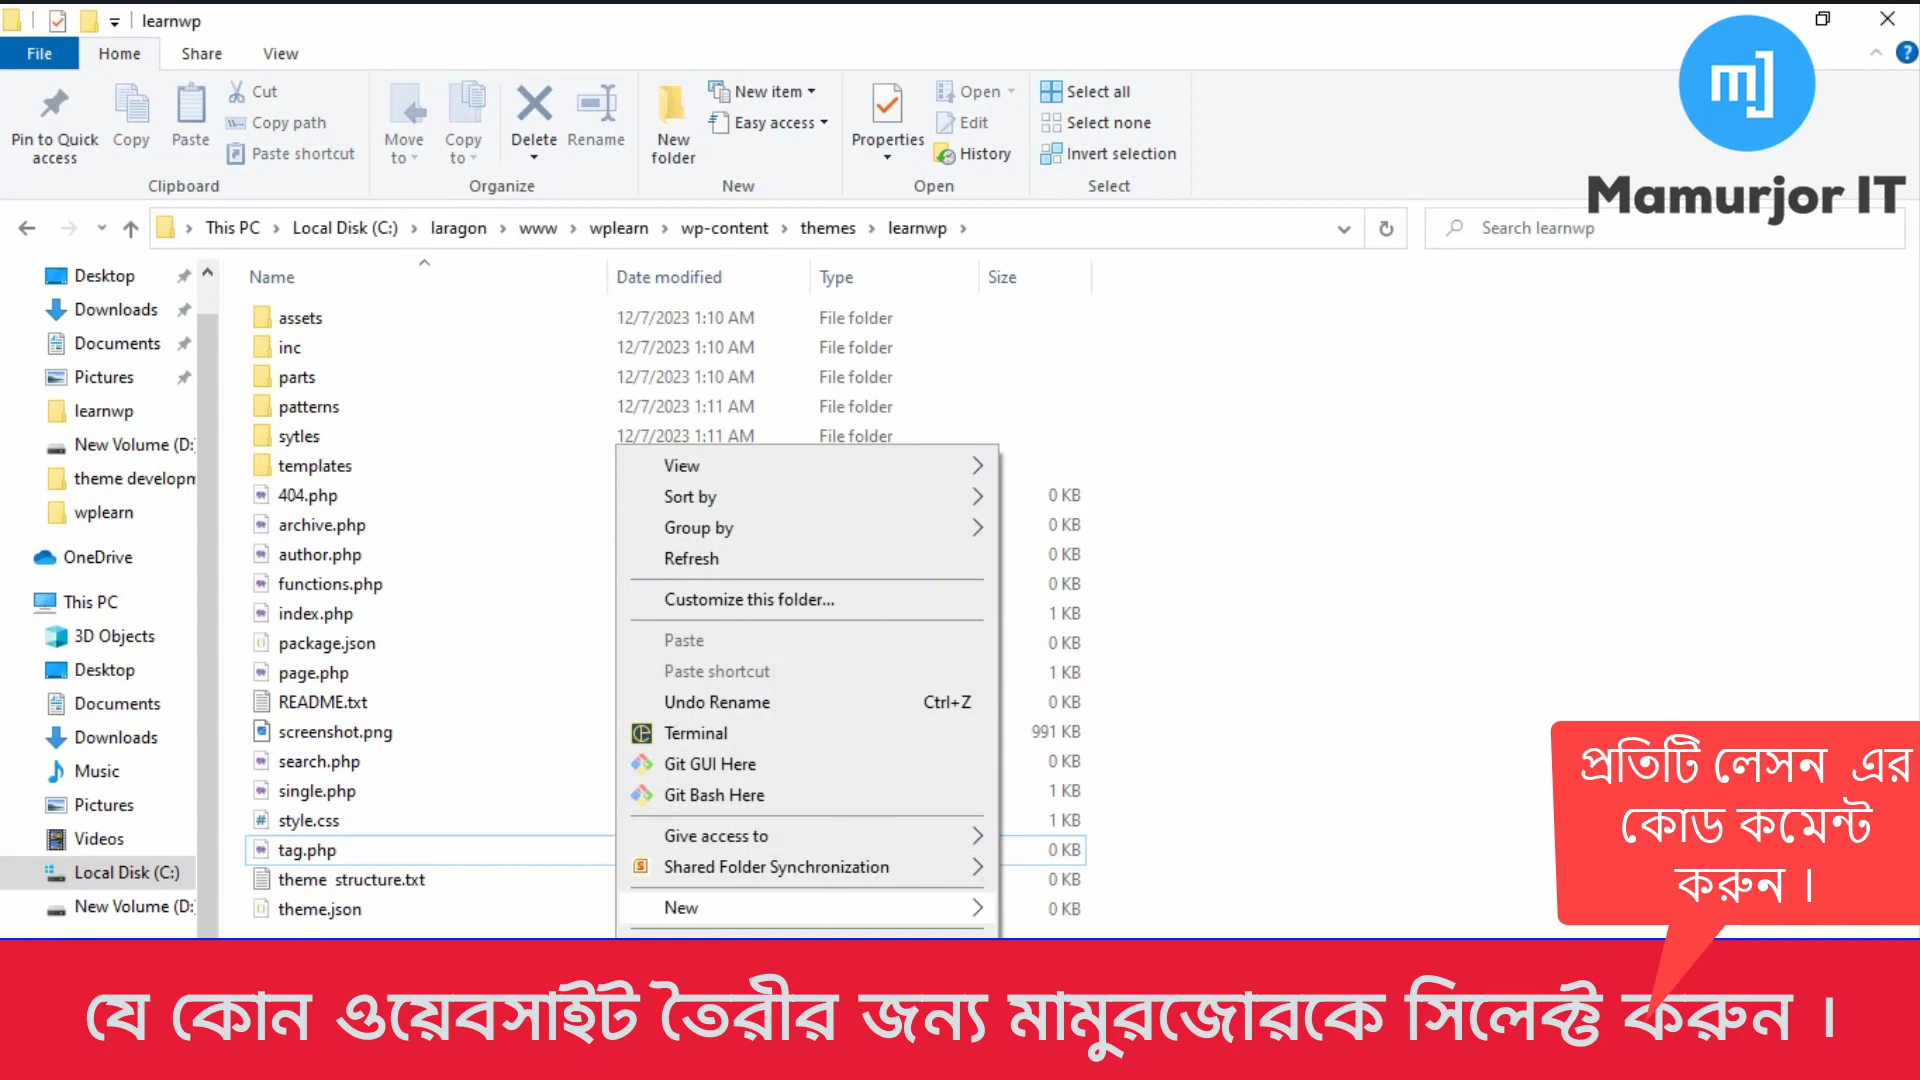 learnwp
File Home Share View
Pin to Quick access
Copy
Paste
Cut
Copy path
Paste shortcut
Clipboard
Move to
Copy to
Delete
Rename
Organize
New folder
New item
Easy access
New
Properties
Open
Edit
History
Open
Select all
Select none
Invert selection
Select
mj
Mamurjor IT
This PC > Local Disk (C:) > laragon > www > wplearn > wp-content > themes > learnwp >
Search learnwp
Desktop
Downloads
Documents
Pictures
learnwp
New Volume (D:
theme developm
wplearn
OneDrive
This PC
3D Objects
Desktop
Documents
Downloads
Music
Pictures
Videos
Local Disk (C:)
New Volume (D:
Name Date modified Type Size
assets 12/7/2023 1:10 AM File folder
inc 12/7/2023 1:10 AM File folder
parts 12/7/2023 1:10 AM File folder
patterns 12/7/2023 1:11 AM File folder
sytles 12/7/2023 1:11 AM File folder
templates
404.php 0 KB
archive.php 0 KB
author.php 0 KB
functions.php 0 KB
index.php 1 KB
package.json 0 KB
page.php 1 KB
README.txt 0 KB
screenshot.png 991 KB
search.php 0 KB
single.php 1 KB
style.css 1 KB
tag.php 0 KB
theme structure.txt 0 KB
theme.json 0 KB
View
Sort by
Group by
Refresh
Customize this folder...
Paste
Paste shortcut
Undo Rename Ctrl+Z
Terminal
Git GUI Here
Git Bash Here
Give access to
Shared Folder Synchronization
New
প্রতিটি লেসন এর
কোড কমেন্ট
করুন ।
যে কোন ওয়েবসাইট তৈরীর জন্য মামুরজোরকে সিলেক্ট করুন ।